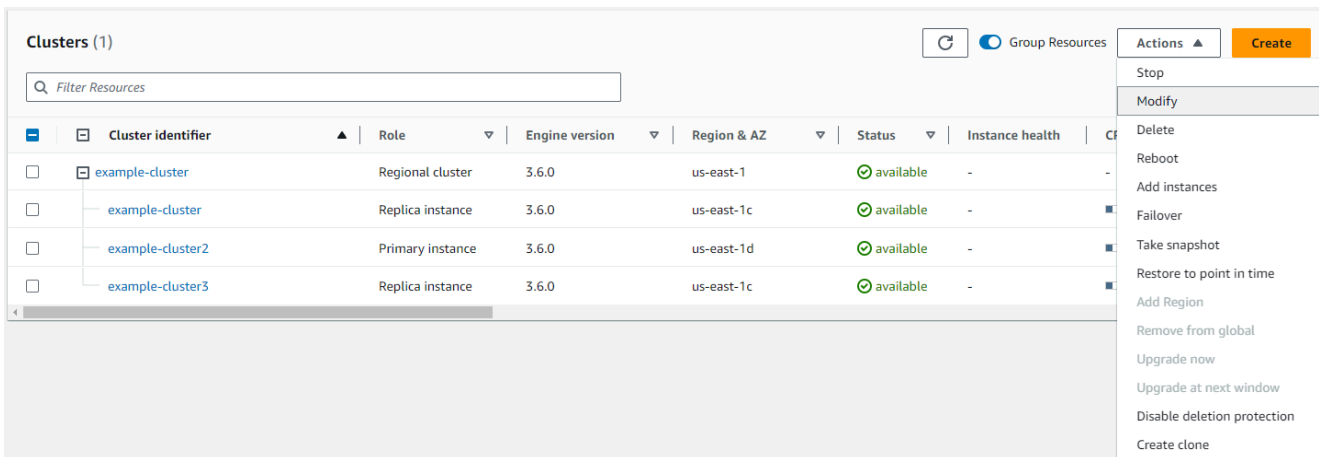 Clusters (1)
Group Resources
Actions
Create
Filter Resources
Cluster identifier Role Engine version Region & AZ Status Instance health
example-cluster Regional cluster 3.6.0 us-east-1 available - -
example-cluster Replica instance 3.6.0 us-east-1c available -
example-cluster2 Primary instance 3.6.0 us-east-1d available -
example-cluster3 Replica instance 3.6.0 us-east-1c available -
Stop
Modify
Delete
Reboot
Add instances
Failover
Take snapshot
Restore to point in time
Add Region
Remove from global
Upgrade now
Upgrade at next window
Disable deletion protection
Create clone